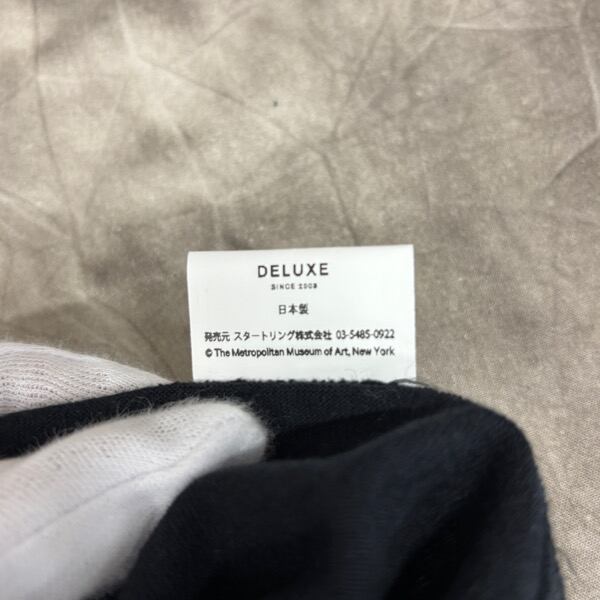 DELUXE
SINCE 2003
日本製
発売元 スタートリング株式会社 03-5485-0922
© The Metropolitan Museum of Art, New York